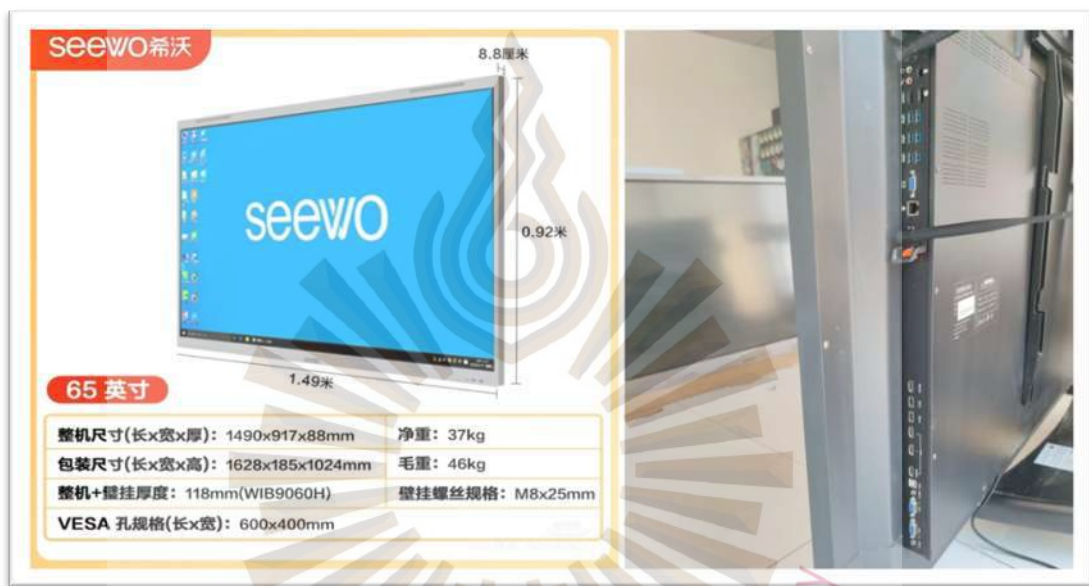 seewo希沃
8.8厘米
seewo
0.92米
1.49米
65 英寸
整机尺寸(长x宽x厚)：1490x917x88mm
净重：37kg
包装尺寸(长x宽x高)：1628x185x1024mm
毛重：46kg
整机+壁挂厚度：118mm(WIB9060H)
壁挂螺丝规格：M8x25mm
VESA 孔规格(长x宽)：600x400mm